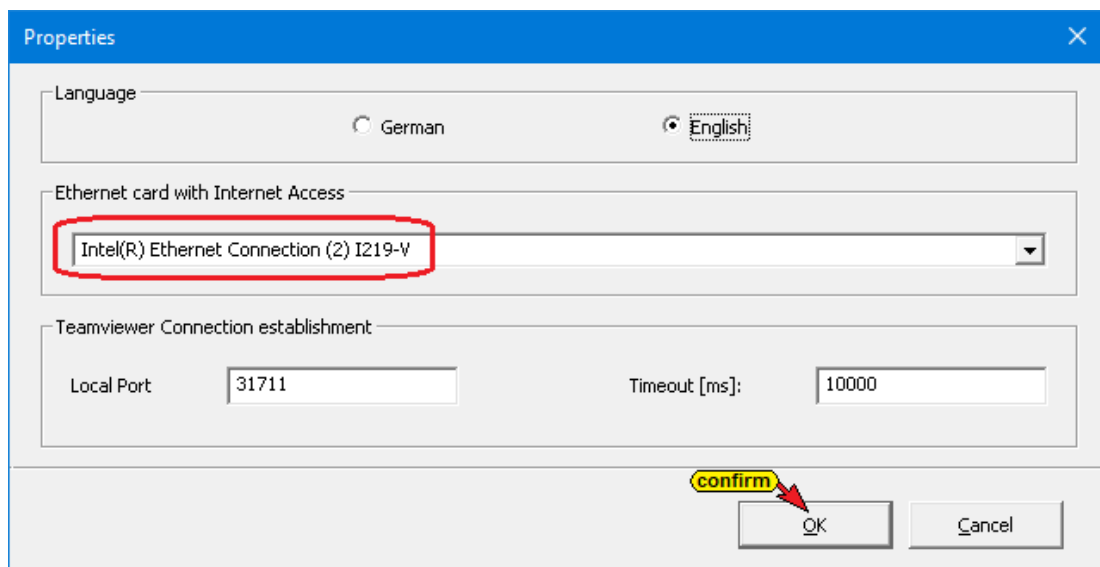 Properties
Language
German
English
Ethernet card with Internet Access
Intel(R) Ethernet Connection (2) I219-V
Teamviewer Connection establishment
Local Port
31711
Timeout [ms]:
10000
confirm
OK
Cancel